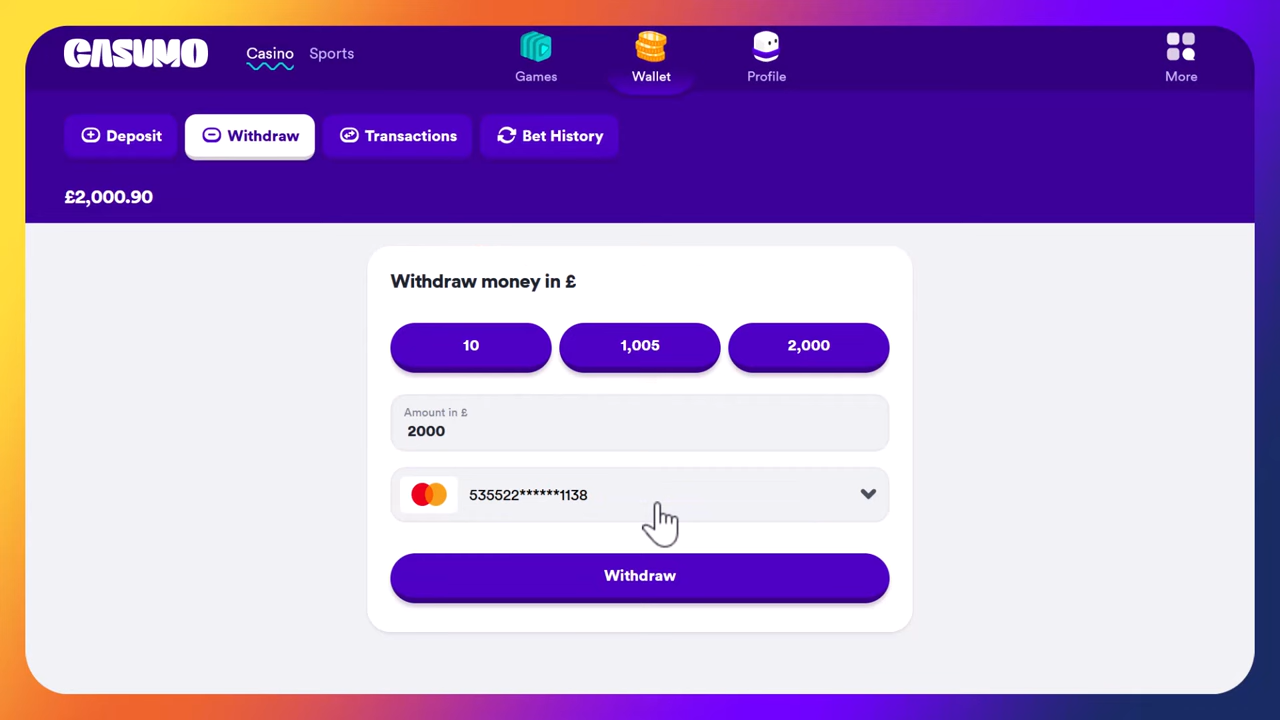 CASUMO
Casino Sports
Games
Wallet
Profile
More
Deposit
Withdraw
Transactions
Bet History
£2,000.90
Withdraw money in £
10
1,005
2,000
Amount in £
2000
535522******1138
Withdraw